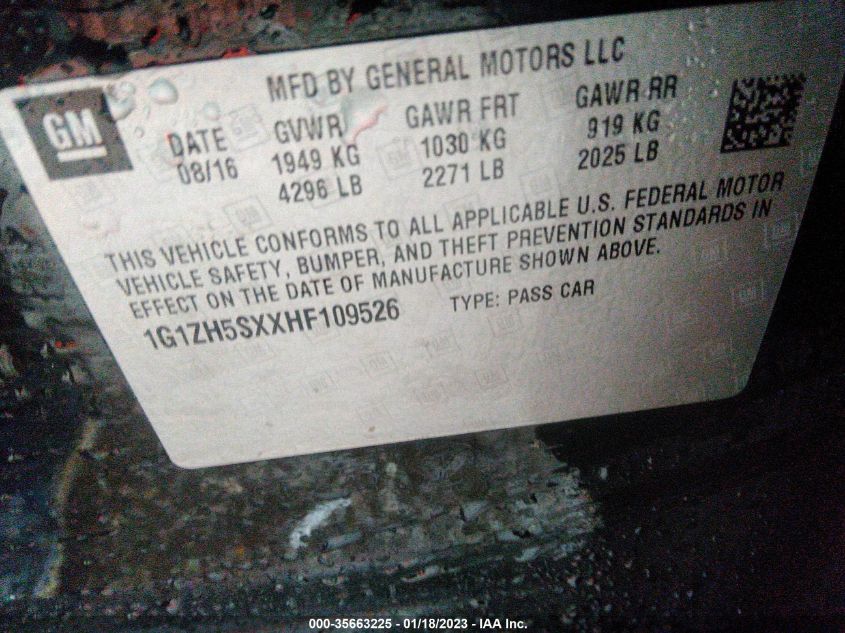 MFD BY GENERAL MOTORS LLC
GM
DATE GVWR GAWR FRT GAWR RR
08/16 1949 KG 1030 KG 919 KG
4296 LB 2271 LB 2025 LB
THIS VEHICLE CONFORMS TO ALL APPLICABLE U.S. FEDERAL MOTOR
VEHICLE SAFETY, BUMPER, AND THEFT PREVENTION STANDARDS IN
EFFECT ON THE DATE OF MANUFACTURE SHOWN ABOVE.
1G1ZH5SXXHF109526 TYPE: PASS CAR
000-35663225 - 01/18/2023 - IAA Inc.